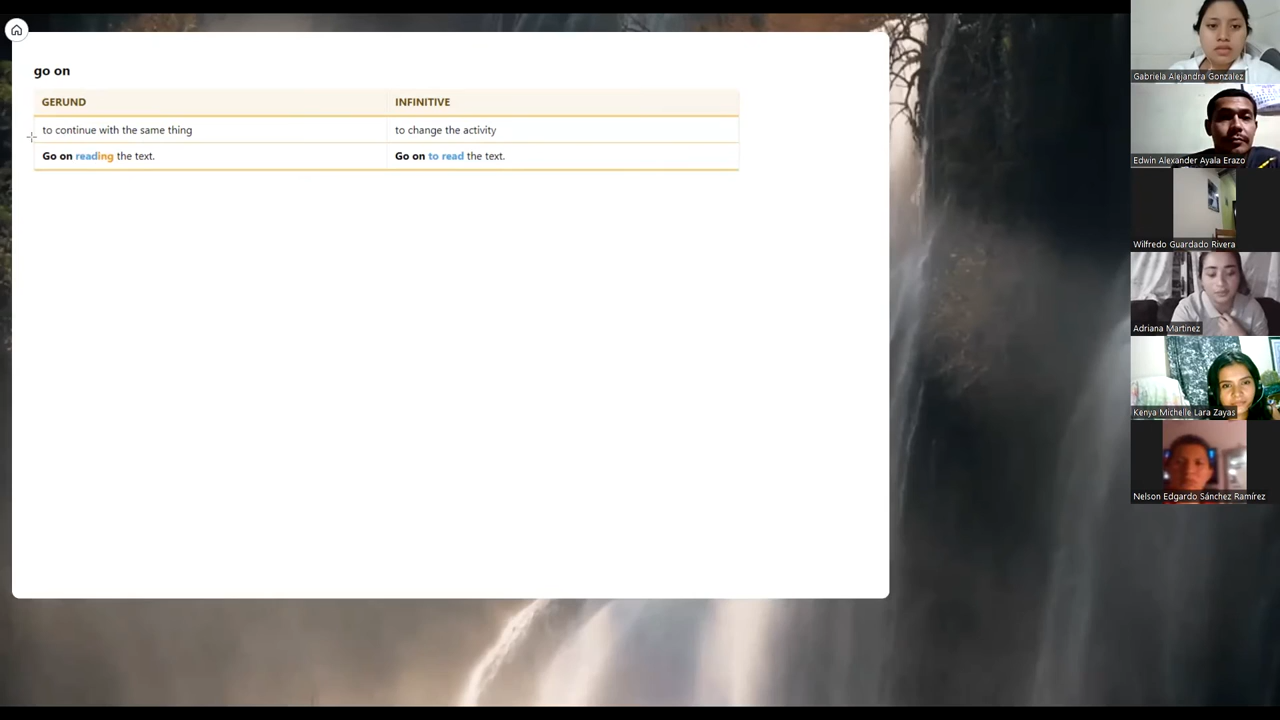 go on
GERUND INFINITIVE
to continue with the same thing to change the activity
Go on reading the text. Go on to read the text.
Gabriela Alejandra Gonzalez
Edwin Alexander Ayala Erazo
Wilfredo Guardado Rivera
Adriana Martinez
Kenya Michelle Lara Zayas
Nelson Edgardo Sánchez Ramírez